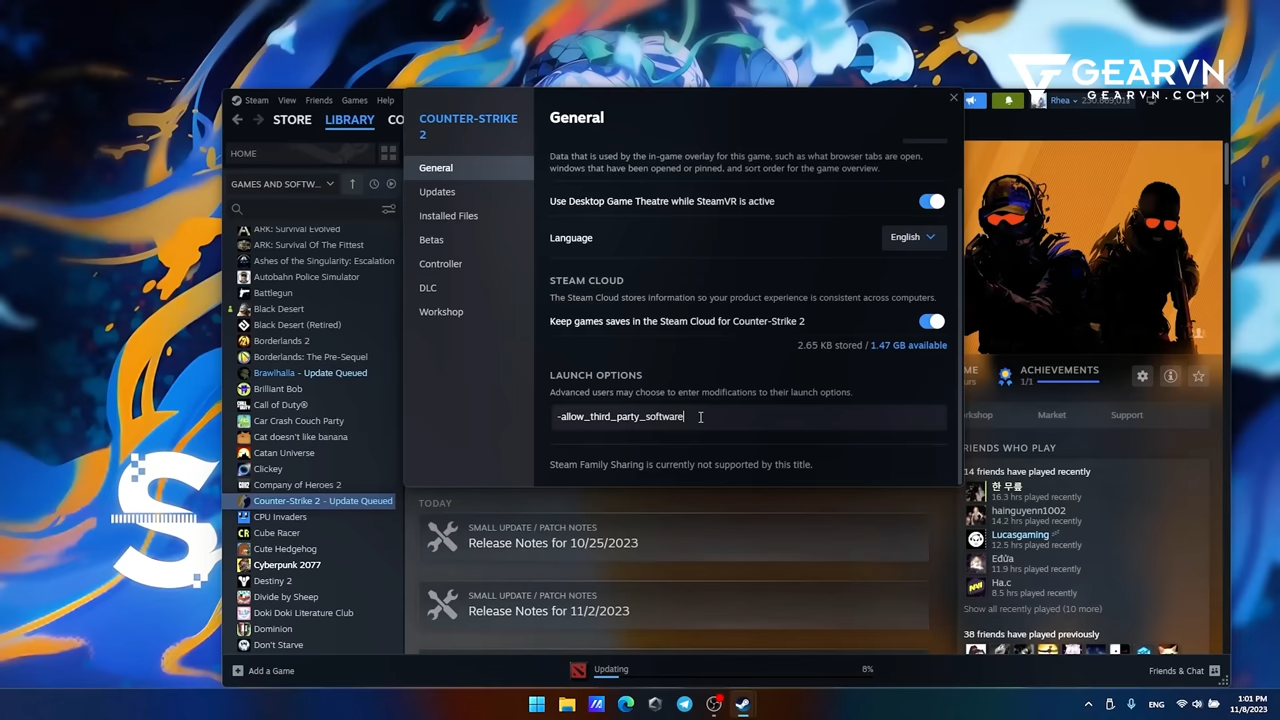 GEARVN
GEARVN.COM
Steam View Friends Games Help
Rhea
STORE LIBRARY CO
HOME
GAMES AND SOFTW...
ARK: Survival Evolved
ARK: Survival Of The Fittest
Ashes of the Singularity: Escalation
Autobahn Police Simulator
Battlegun
Black Desert
Black Desert (Retired)
Borderlands 2
Borderlands: The Pre-Sequel
Brawlhalla - Update Queued
Brilliant Bob
Call of Duty®
Car Crash Couch Party
Cat doesn't like banana
Catan Universe
Clickey
Company of Heroes 2
Counter-Strike 2 - Update Queued
CPU Invaders
Cube Racer
Cute Hedgehog
Cyberpunk 2077
Destiny 2
Divide by Sheep
Doki Doki Literature Club
Dominion
Don't Starve
Add a Game
COUNTER-STRIKE
2
General
Updates
Installed Files
Betas
Controller
DLC
Workshop
General
Data that is used by the in-game overlay for this game, such as what browser tabs are open,
windows that have been opened or pinned, and sort order for the game overview.
Use Desktop Game Theatre while SteamVR is active
Language English
STEAM CLOUD
The Steam Cloud stores information so your product experience is consistent across computers.
Keep games saves in the Steam Cloud for Counter-Strike 2
2.65 KB stored / 1.47 GB available
LAUNCH OPTIONS
Advanced users may choose to enter modifications to their launch options.
-allow_third_party_software
Steam Family Sharing is currently not supported by this title.
TODAY
SMALL UPDATE / PATCH NOTES
Release Notes for 10/25/2023
SMALL UPDATE / PATCH NOTES
Release Notes for 11/2/2023
ME
urs
ACHIEVEMENTS
1/1
rkshop Market Support
RIENDS WHO PLAY
14 friends have played recently
한 무릎
16.3 hrs played recently
hainguyenn1002
14.2 hrs played recently
Lucasgaming
12.5 hrs played recently
Eđừa
11.9 hrs played recently
Ha.c
8.5 hrs played recently
Show all recently played (10 more)
38 friends have played previously
Updating 8%
Friends & Chat
S
ENG
1:01 PM
11/8/2023